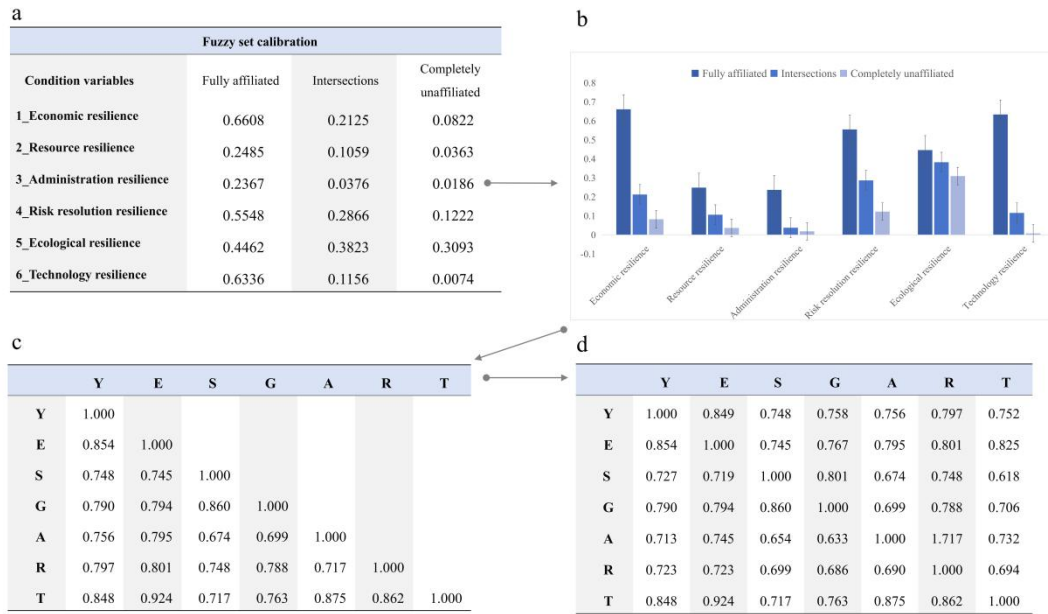 a
Fuzzy set calibration
Condition variables Fully affiliated Intersections Completely unaffiliated
1_Economic resilience 0.6608 0.2125 0.0822
2_Resource resilience 0.2485 0.1059 0.0363
3_Administration resilience 0.2367 0.0376 0.0186
4_Risk resolution resilience 0.5548 0.2866 0.1222
5_Ecological resilience 0.4462 0.3823 0.3093
6_Technology resilience 0.6336 0.1156 0.0074
b
Fully affiliated Intersections Completely unaffiliated
0.8
0.7
0.6
0.5
0.4
0.3
0.2
0.1
0
-0.1
Economic resilience
Resource resilience
Administration resilience
Risk resolution resilience
Ecological resilience
Technology resilience
c
Y E S G A R T
Y 1.000
E 0.854 1.000
S 0.748 0.745 1.000
G 0.790 0.794 0.860 1.000
A 0.756 0.795 0.674 0.699 1.000
R 0.797 0.801 0.748 0.788 0.717 1.000
T 0.848 0.924 0.717 0.763 0.875 0.862 1.000
d
Y E S G A R T
Y 1.000 0.849 0.748 0.758 0.756 0.797 0.752
E 0.854 1.000 0.745 0.767 0.795 0.801 0.825
S 0.727 0.719 1.000 0.801 0.674 0.748 0.618
G 0.790 0.794 0.860 1.000 0.699 0.788 0.706
A 0.713 0.745 0.654 0.633 1.000 1.717 0.732
R 0.723 0.723 0.699 0.686 0.690 1.000 0.694
T 0.848 0.924 0.717 0.763 0.875 0.862 1.000